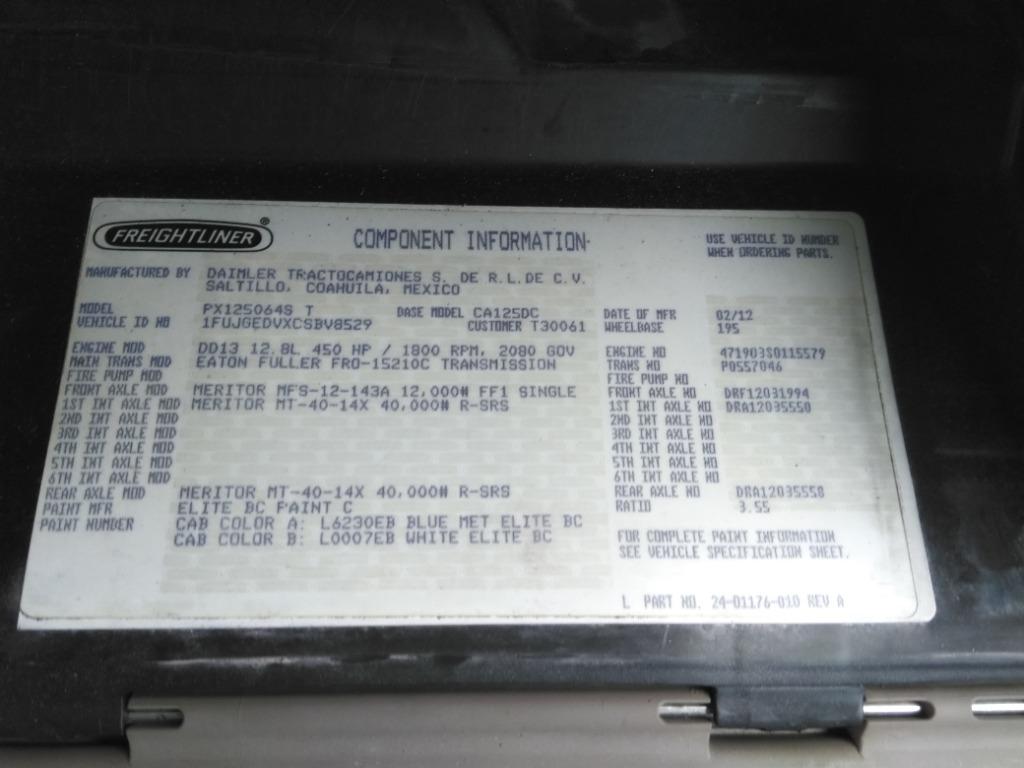 FREIGHTLINER ®
COMPONENT INFORMATION
USE VEHICLE ID NUMBER
WHEN ORDERING PARTS.
MANUFACTURED BY DAIMLER TRACTOCAMIONES S. DE R.L.DE C.V.
SALTILLO, COAHUILA, MEXICO
MODEL PX125064S T BASE MODEL CA125DC DATE OF MFR 02/12
VEHICLE ID NO 1FUJGEDVXCSBV8529 CUSTOMER T30061 WHEELBASE 195
ENGINE MOD DD13 12.8L 450 HP / 1800 RPM, 2080 GOV ENGINE NO 471903S0115579
MAIN TRANS MOD EATON FULLER FRO-15210C TRANSMISSION TRANS NO P0557046
FIRE PUMP MOD FIRE PUMP NO
FRONT AXLE MOD MERITOR MFS-12-143A 12,000# FF1 SINGLE FRONT AXLE NO DRF12031994
1ST INT AXLE MOD MERITOR MT-40-14X 40,000# R-SRS 1ST INT AXLE NO DRA12035550
2ND INT AXLE MOD 2ND INT AXLE NO
3RD INT AXLE MOD 3RD INT AXLE NO
4TH INT AXLE MOD 4TH INT AXLE NO
5TH INT AXLE MOD 5TH INT AXLE NO
6TH INT AXLE MOD 6TH INT AXLE NO
REAR AXLE MOD MERITOR MT-40-14X 40,000# R-SRS REAR AXLE NO DRA12035558
PAINT MFR ELITE BC PAINT C RATIO 3.55
PAINT NUMBER CAB COLOR A: L6230EB BLUE MET ELITE BC
CAB COLOR B: L0007EB WHITE ELITE BC
FOR COMPLETE PAINT INFORMATION
SEE VEHICLE SPECIFICATION SHEET.
L PART NO. 24-01176-010 REV A